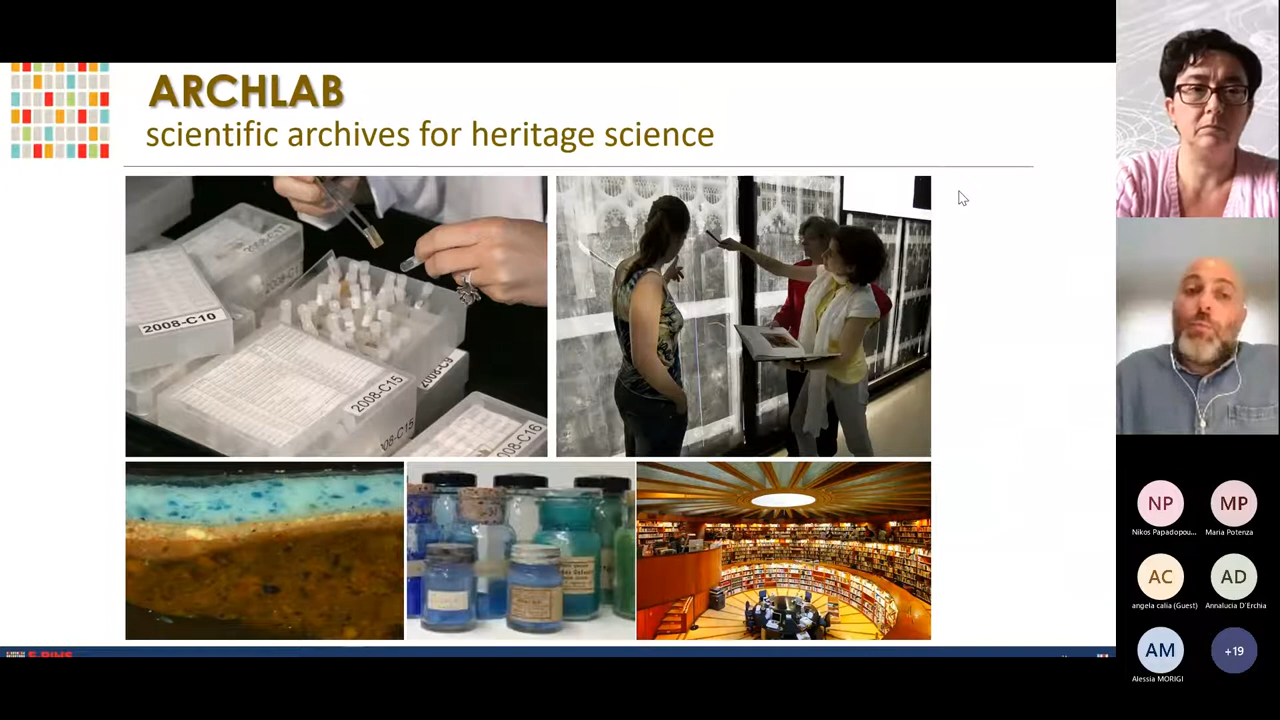 ARCHLAB
scientific archives for heritage science
2008-C10
2008-C15
2008-C9
NP
MP
Nikos Papadopou...
Maria Potenza
AC
AD
angela calia (Guest)
Annalucia D'Erchia
AM
+19
Alessia MORIGI